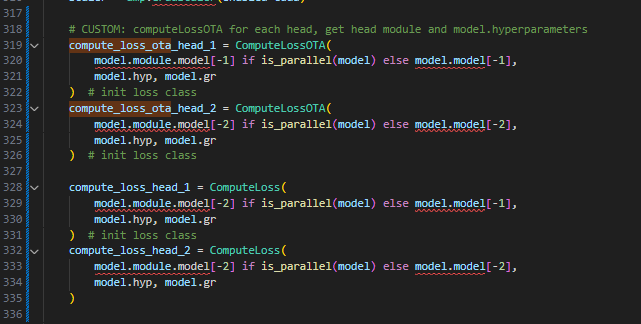 317
318 # CUSTOM: computeLossOTA for each head, get head module and model.hyperparameters
319 compute_loss_ota_head_1 = ComputeLossOTA(
320 model.module.model[-1] if is_parallel(model) else model.model[-1],
321 model.hyp, model.gr
322 ) # init loss class
323 compute_loss_ota_head_2 = ComputeLossOTA(
324 model.module.model[-2] if is_parallel(model) else model.model[-2],
325 model.hyp, model.gr
326 ) # init loss class
327
328 compute_loss_head_1 = ComputeLoss(
329 model.module.model[-2] if is_parallel(model) else model.model[-1],
330 model.hyp, model.gr
331 ) # init loss class
332 compute_loss_head_2 = ComputeLoss(
333 model.module.model[-2] if is_parallel(model) else model.model[-2],
334 model.hyp, model.gr
335 )
336